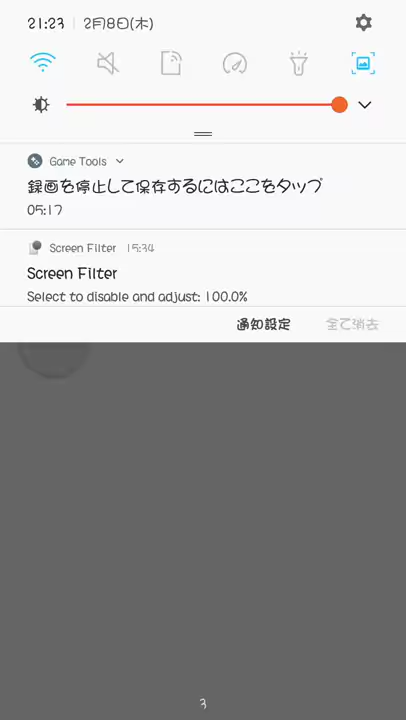 21:23 | 2月8日(木)
Game Tools
録画を停止して保存するにはここをタップ
05:17
Screen Filter 15:34
Screen Filter
Select to disable and adjust: 100.0%
通知設定 全て消去
3